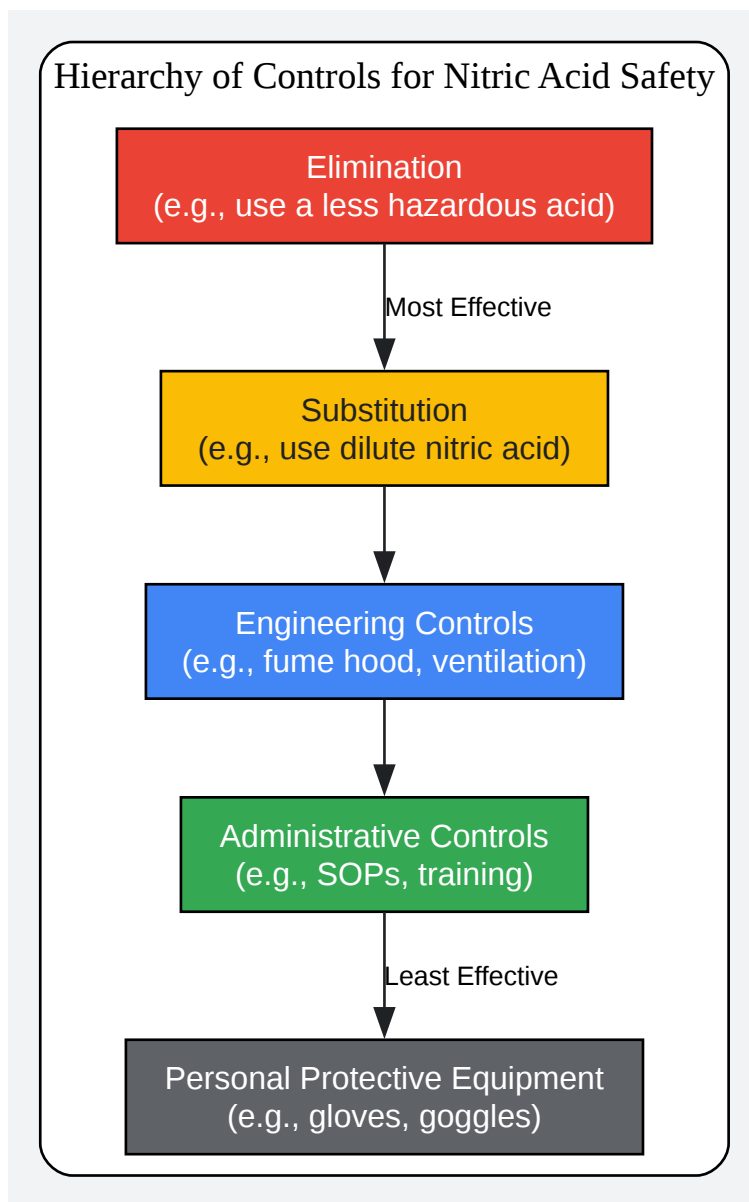 Hierarchy of Controls for Nitric Acid Safety
Elimination
(e.g., use a less hazardous acid)
Most Effective
Substitution
(e.g., use dilute nitric acid)
Engineering Controls
(e.g., fume hood, ventilation)
Administrative Controls
(e.g., SOPs, training)
Least Effective
Personal Protective Equipment
(e.g., gloves, goggles)